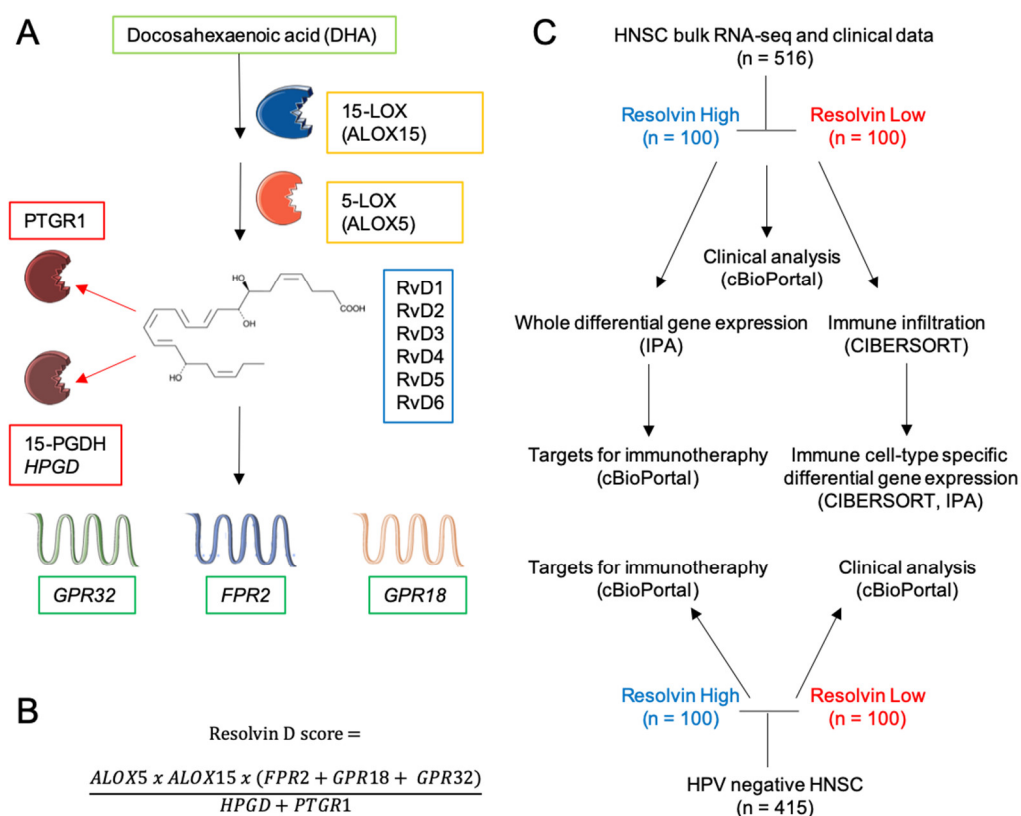 A
Docosahexaenoic acid (DHA)
15-LOX
(ALOX15)
5-LOX
(ALOX5)
PTGR1
HO
OH
COOH
HO
RvD1
RvD2
RvD3
RvD4
RvD5
RvD6
15-PGDH
HPGD
GPR32
FPR2
GPR18
B
Resolvin D score =
ALOX5 x ALOX15 x (FPR2 + GPR18 + GPR32)
HPGD + PTGR1
C
HNSC bulk RNA-seq and clinical data
(n = 516)
Resolvin High
(n = 100)
Resolvin Low
(n = 100)
Clinical analysis
(cBioPortal)
Whole differential gene expression
(IPA)
Immune infiltration
(CIBERSORT)
Targets for immunotheraphy
(cBioPortal)
Immune cell-type specific
differential gene expression
(CIBERSORT, IPA)
Targets for immunotheraphy
(cBioPortal)
Clinical analysis
(cBioPortal)
Resolvin High
(n = 100)
Resolvin Low
(n = 100)
HPV negative HNSC
(n = 415)